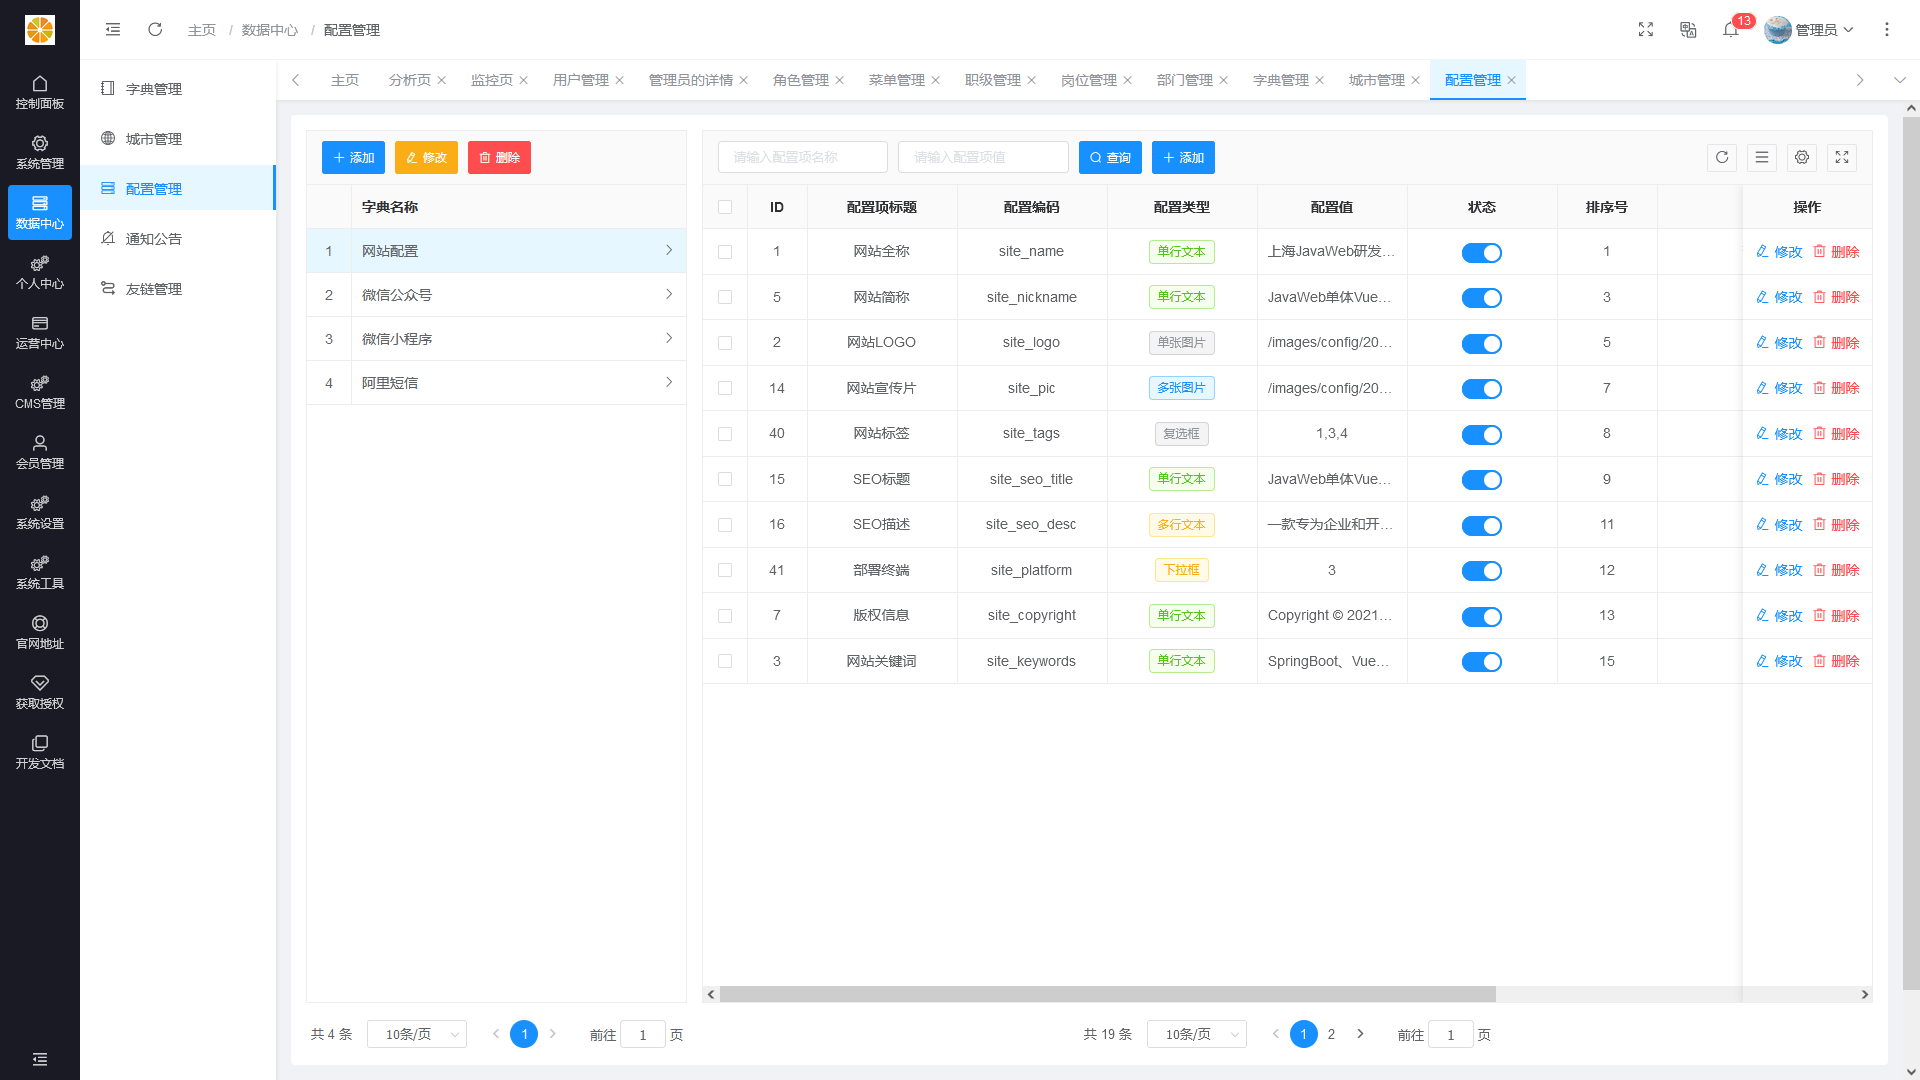 主页 / 数据中心 / 配置管理
13
管理员
控制面板
系统管理
数据中心
个人中心
运营中心
CMS管理
会员管理
系统设置
系统工具
官网地址
获取授权
开发文档
字典管理
城市管理
配置管理
通知公告
友链管理
主页 分析页 监控页 用户管理 管理员的详情 角色管理 菜单管理 职级管理 岗位管理 部门管理 字典管理 城市管理 配置管理
添加 修改 删除
字典名称
1 网站配置
2 微信公众号
3 微信小程序
4 阿里短信
共 4 条 10条/页 1 前往 1 页
请输入配置项名称 请输入配置项值 查询 添加
ID 配置项标题 配置编码 配置类型 配置值 状态 排序号 操作
1 网站全称 site_name 单行文本 上海JavaWeb研发... 1 修改 删除
5 网站简称 site_nickname 单行文本 JavaWeb单体Vue... 3 修改 删除
2 网站LOGO site_logo 单张图片 /images/config/20... 5 修改 删除
14 网站宣传片 site_pic 多张图片 /images/config/20... 7 修改 删除
40 网站标签 site_tags 复选框 1,3,4 8 修改 删除
15 SEO标题 site_seo_title 单行文本 JavaWeb单体Vue... 9 修改 删除
16 SEO描述 site_seo_desc 多行文本 一款专为企业和开... 11 修改 删除
41 部署终端 site_platform 下拉框 3 12 修改 删除
7 版权信息 site_copyright 单行文本 Copyright © 2021... 13 修改 删除
3 网站关键词 site_keywords 单行文本 SpringBoot、Vue... 15 修改 删除
共 19 条 10条/页 1 2 前往 1 页